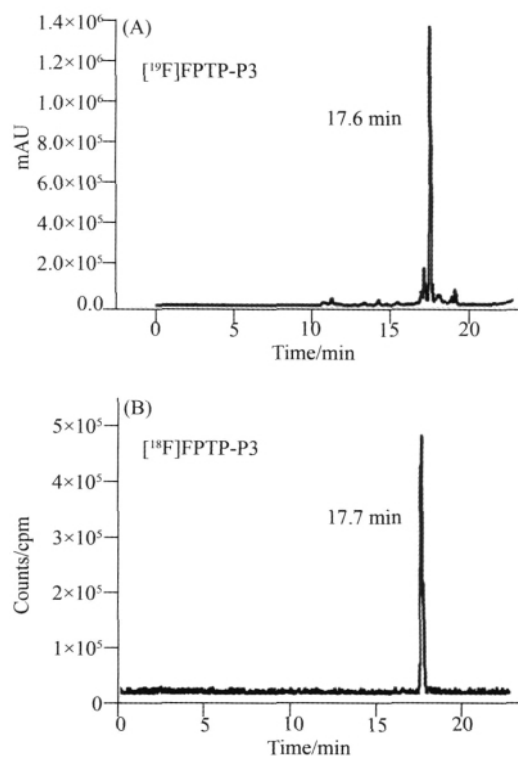 (A)
[¹⁹F]FPTP-P3
17.6 min
mAU
1.4×10⁶
1.2×10⁶
1.0×10⁶
8.0×10⁵
6.0×10⁵
4.0×10⁵
2.0×10⁵
0.0
0 5 10 15 20
Time/min
(B)
[¹⁸F]FPTP-P3
17.7 min
Counts/cpm
5×10⁵
4×10⁵
3×10⁵
2×10⁵
1×10⁵
0
0 5 10 15 20
Time/min